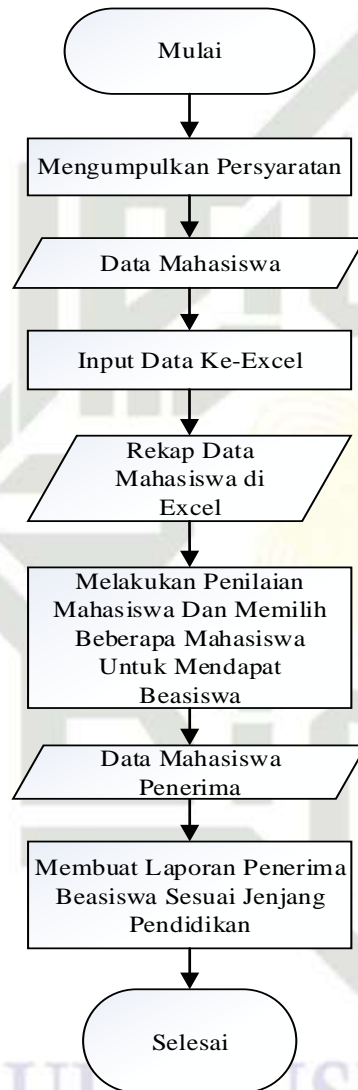 Mulai
Mengumpulkan Persyaratan
Data Mahasiswa
Input Data Ke-Excel
Rekap Data
Mahasiswa di
Excel
Melakukan Penilaian
Mahasiswa Dan Memilih
Beberapa Mahasiswa
Untuk Mendapat
Beasiswa
Data Mahasiswa
Penerima
Membuat Laporan Penerima
Beasiswa Sesuai Jenjang
Pendidikan
Selesai